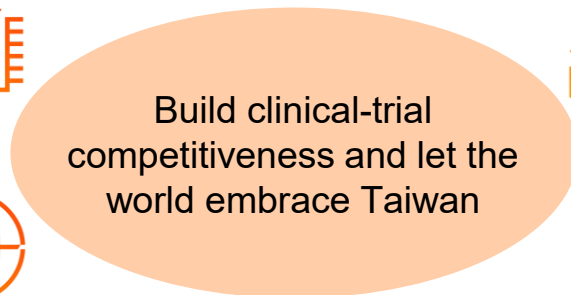 Build clinical-trial
competitiveness and let the
world embrace Taiwan